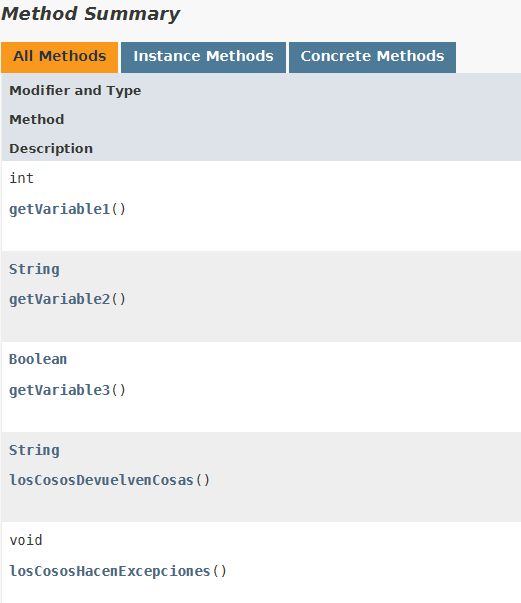 Method Summary
All Methods Instance Methods Concrete Methods
Modifier and Type
Method
Description
int
getVariable1()
String
getVariable2()
Boolean
getVariable3()
String
losCososDevuelvenCosas()
void
losCososHacenExcepciones()